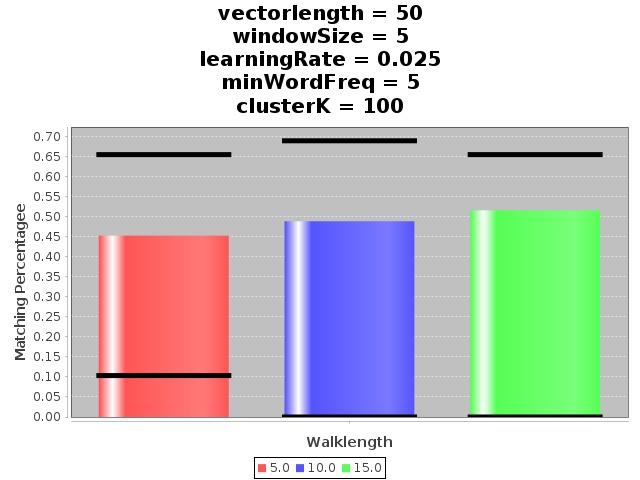 vectorlength = 50
windowSize = 5
learningRate = 0.025
minWordFreq = 5
clusterK = 100
0.70
0.65
0.60
0.55
0.50
0.45
0.40
0.35
0.30
0.25
0.20
0.15
0.10
0.05
0.00
Matching Percentagee
Walklength
5.0 10.0 15.0